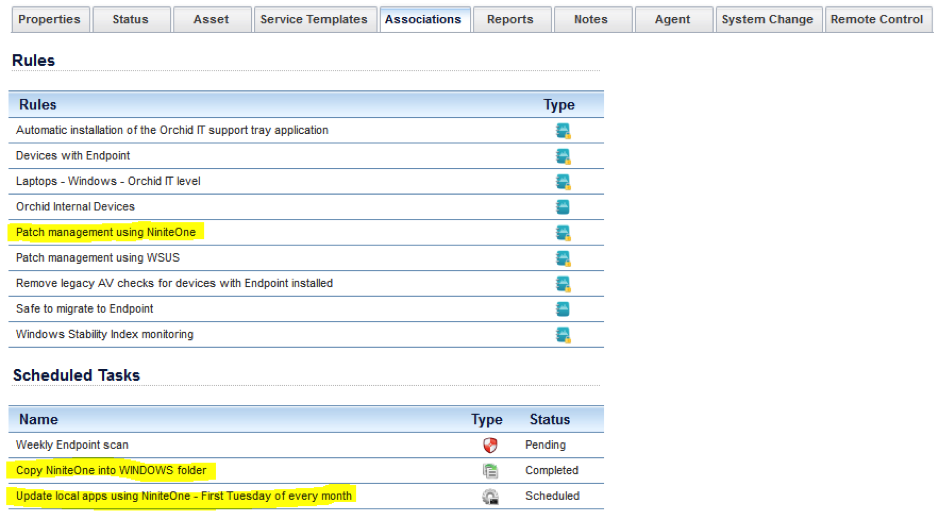 Properties Status Asset Service Templates Associations Reports Notes Agent System Change Remote Control
Rules
Rules Type
Automatic installation of the Orchid IT support tray application
Devices with Endpoint
Laptops - Windows - Orchid IT level
Orchid Internal Devices
Patch management using NiniteOne
Patch management using WSUS
Remove legacy AV checks for devices with Endpoint installed
Safe to migrate to Endpoint
Windows Stability Index monitoring
Scheduled Tasks
Name Type Status
Weekly Endpoint scan Pending
Copy NiniteOne into WINDOWS folder Completed
Update local apps using NiniteOne - First Tuesday of every month Scheduled